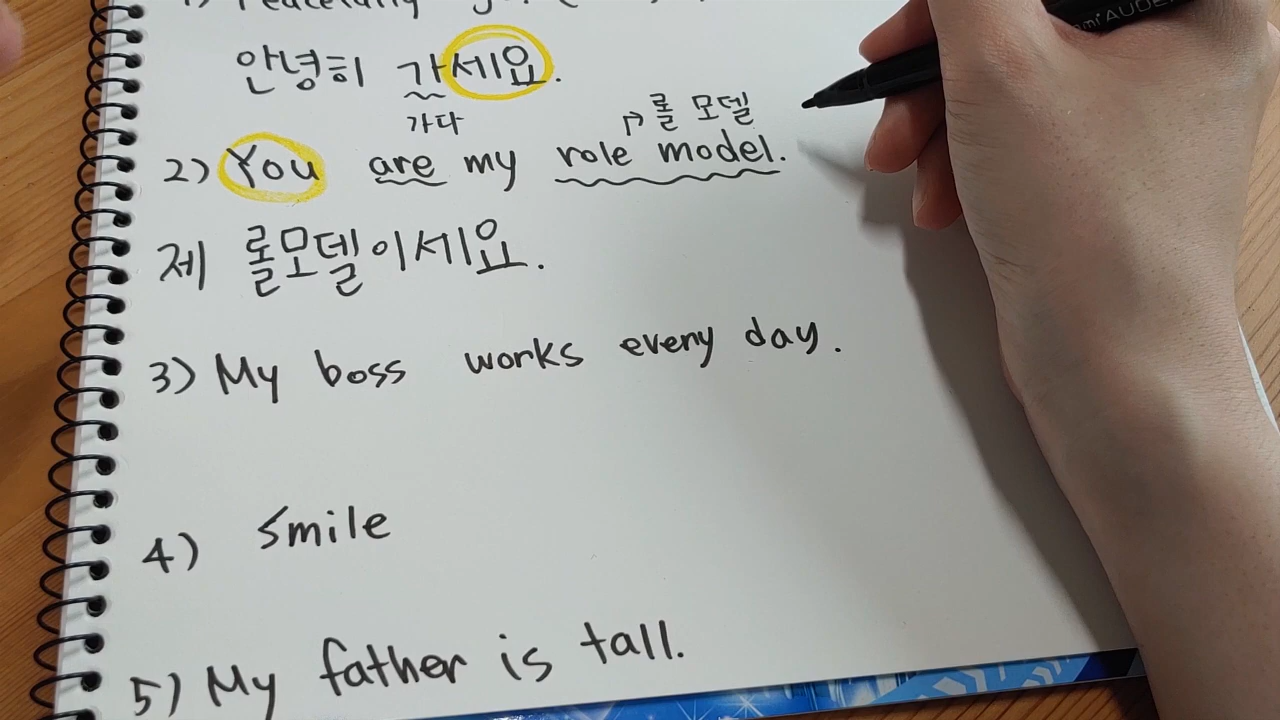 안녕히 가세요.
가다
롤 모델
2) You are my role model.
제 롤모델이세요.
3) My boss works every day.
4) Smile
5) My father is tall.